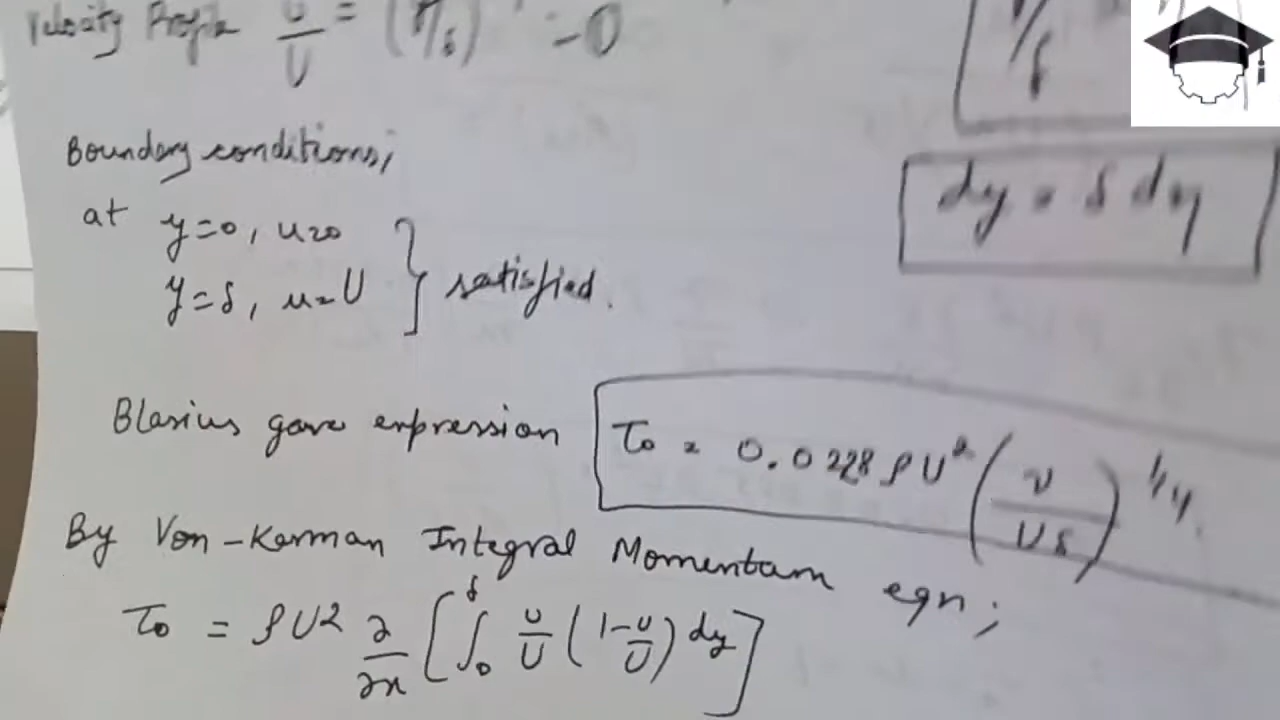 Velocity Profile u/U = (y/δ) -①
y/δ
dy = δ dη
Boundary conditions;
at y=0, u=0
y=δ, u=U } satisfied.
Blasius gave expression τ₀ = 0.0228 ρU² (ν/Uδ)^1/4.
By Von-Karman Integral Momentam eqn;
τ₀ = ρU² ∂/∂x [∫₀^δ u/U (1-u/U) dy]